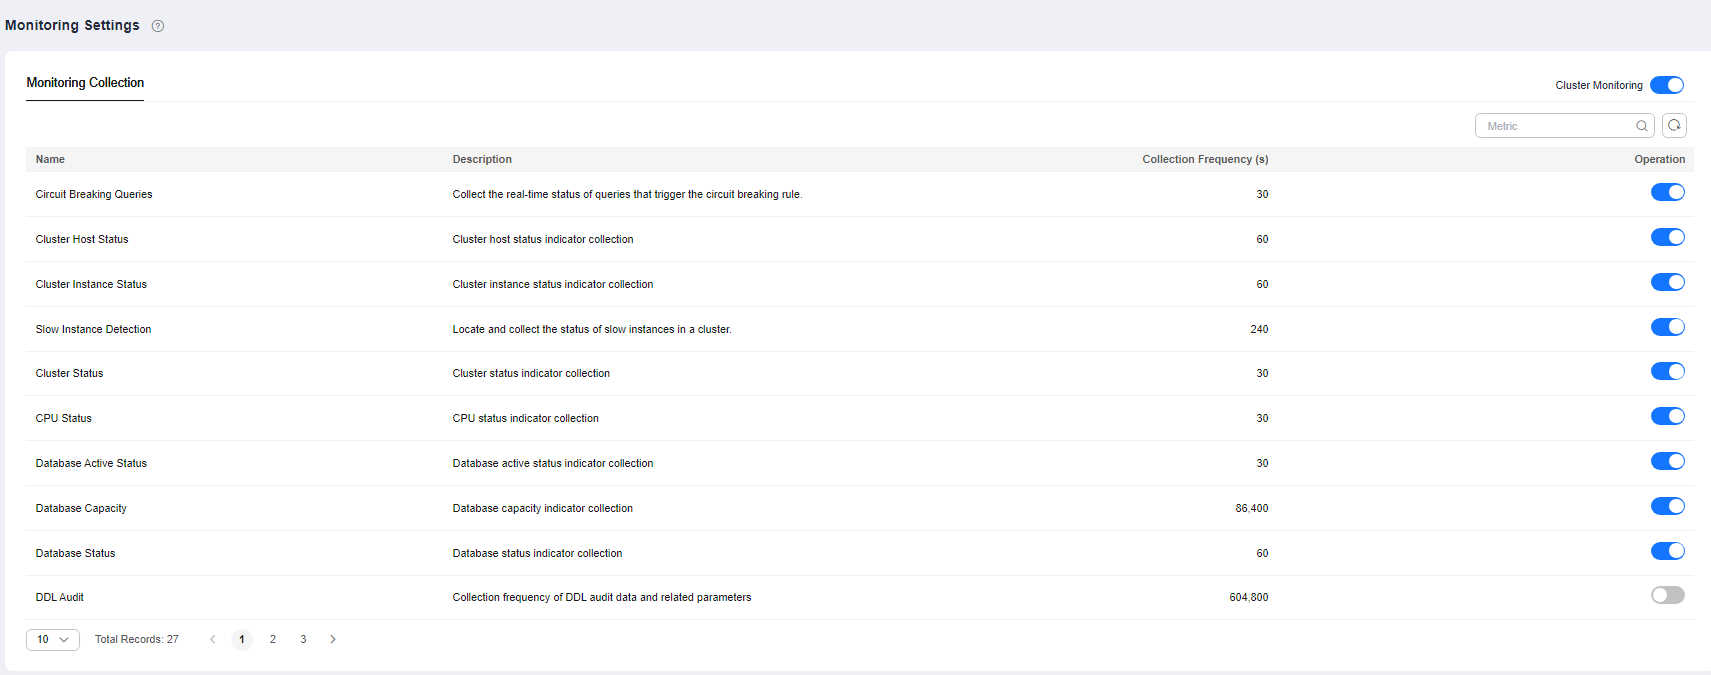 Monitoring Settings ?
Monitoring Collection
Cluster Monitoring
Metric
Name Description Collection Frequency (s) Operation
Circuit Breaking Queries Collect the real-time status of queries that trigger the circuit breaking rule. 30
Cluster Host Status Cluster host status indicator collection 60
Cluster Instance Status Cluster instance status indicator collection 60
Slow Instance Detection Locate and collect the status of slow instances in a cluster. 240
Cluster Status Cluster status indicator collection 30
CPU Status CPU status indicator collection 30
Database Active Status Database active status indicator collection 30
Database Capacity Database capacity indicator collection 86,400
Database Status Database status indicator collection 60
DDL Audit Collection frequency of DDL audit data and related parameters 604,800
10 Total Records: 27 < 1 2 3 >